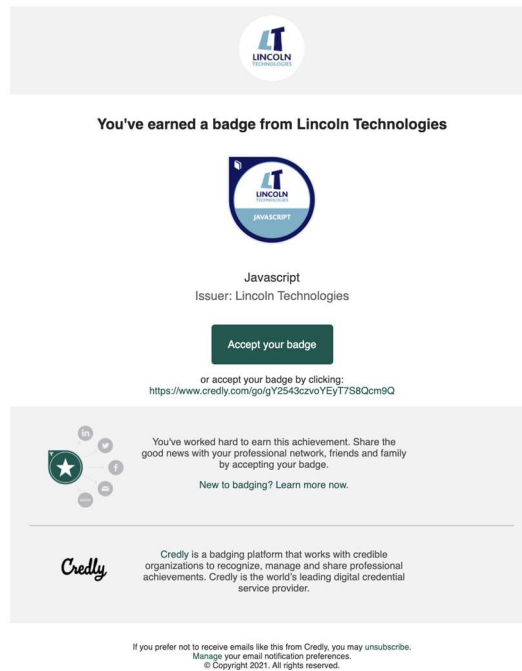 LT
LINCOLN
TECHNOLOGIES
You've earned a badge from Lincoln Technologies
LT
LINCOLN
TECHNOLOGIES
JAVASCRIPT
Javascript
Issuer: Lincoln Technologies
Accept your badge
or accept your badge by clicking:
https://www.credly.com/go/gY2543czvoYEyT7S8Qcm9Q
in
f
You've worked hard to earn this achievement. Share the
good news with your professional network, friends and family
by accepting your badge.
New to badging? Learn more now.
Credly
Credly is a badging platform that works with credible
organizations to recognize, manage and share professional
achievements. Credly is the world's leading digital credential
service provider.
If you prefer not to receive emails like this from Credly, you may unsubscribe.
Manage your email notification preferences.
© Copyright 2021. All rights reserved.